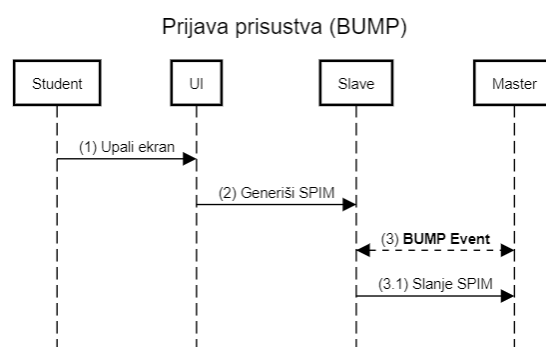 Prijava prisustva (BUMP)
Student
UI
Slave
Master
(1) Upali ekran
(2) Generiši SPIM
(3) BUMP Event
(3.1) Slanje SPIM